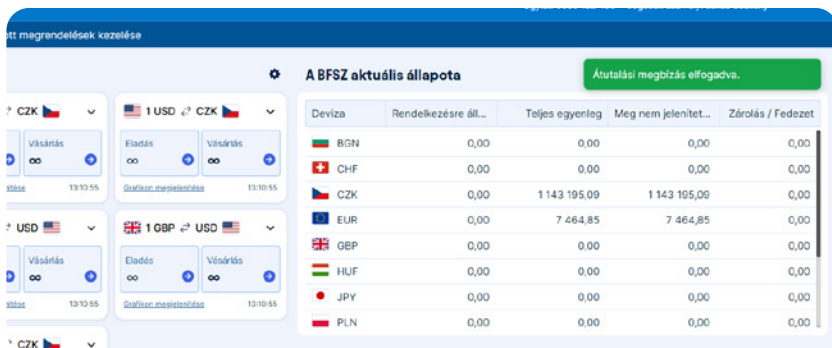 ott megrendelések kezelése
A BFSZ aktuális állapota
Átutalási megbízás elfogadva.
CZK
1 USD CZK
Vásárlás
∞
Eladás
∞
Vásárlás
∞
13:10:55
Grafikon megjelenítése
13:10:55
USD
1 GBP USD
Vásárlás
∞
Eladás
∞
Vásárlás
∞
13:10:55
Grafikon megjelenítése
13:10:55
CZK
Deviza Rendelkezésre áll... Teljes egyenleg Meg nem jelenített... Zárolás / Fedezet
BGN 0,00 0,00 0,00 0,00
CHF 0,00 0,00 0,00 0,00
CZK 0,00 1 143 195,09 1 143 195,09 0,00
EUR 0,00 7 464,85 7 464,85 0,00
GBP 0,00 0,00 0,00 0,00
HUF 0,00 0,00 0,00 0,00
JPY 0,00 0,00 0,00 0,00
PLN 0,00 0,00 0,00 0,00